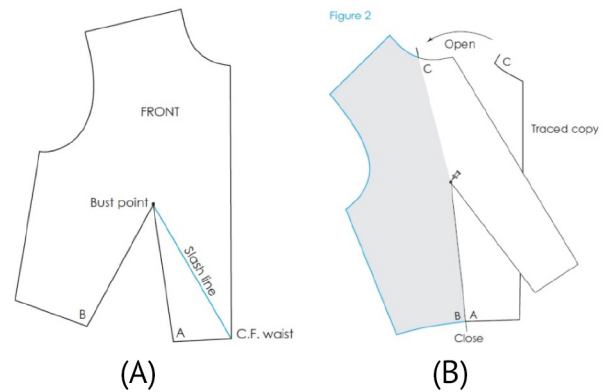 FRONT
Bust point
Slash line
B
A
C.F. waist
(A)
Figure 2
Open
C
C
Traced copy
B A
Close
(B)